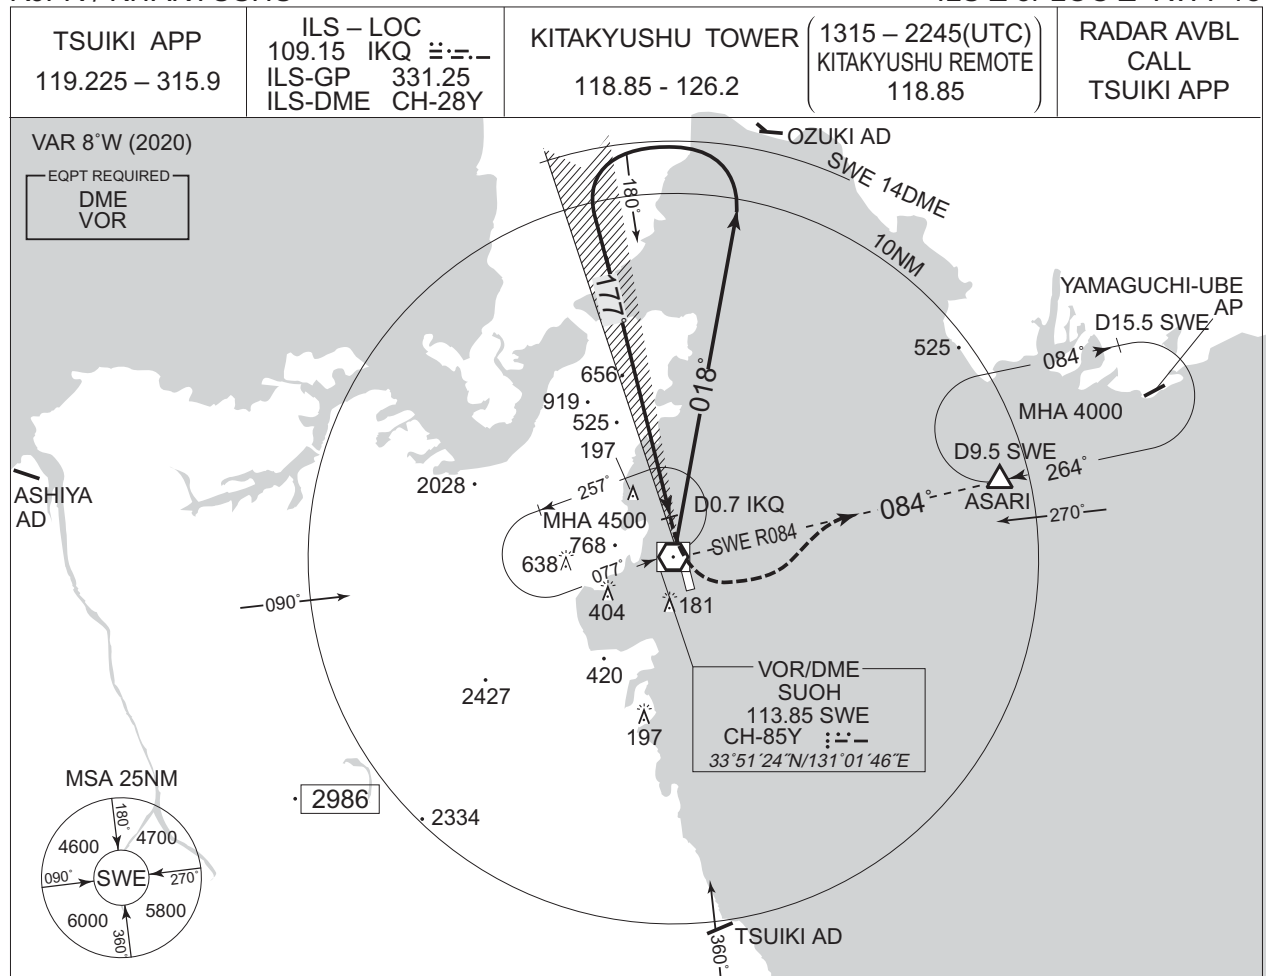 TSUIKI APP
119.225 – 315.9
ILS – LOC
109.15 IKQ
ILS-GP 331.25
ILS-DME CH-28Y
KITAKYUSHU TOWER
118.85 - 126.2
1315 – 2245(UTC)
KITAKYUSHU REMOTE
118.85
RADAR AVBL
CALL
TSUIKI APP
VAR 8°W (2020)
EQPT REQUIRED
DME
VOR
OZUKI AD
SWE 14DME
10NM
180°
177°
018°
YAMAGUCHI-UBE
AP
D15.5 SWE
525
084°
MHA 4000
D9.5 SWE
264°
ASARI
270°
656
919
525
197
2028
257°
MHA 4500
D0.7 IKQ
SWE R084
084°
768
638
077°
404
181
ASHIYA
AD
090°
420
2427
197
VOR/DME
SUOH
113.85 SWE
CH-85Y
33°51´24˝N/131°01´46˝E
MSA 25NM
180°
4600
4700
090°
SWE
270°
6000
5800
360°
2986
2334
TSUIKI AD
360°